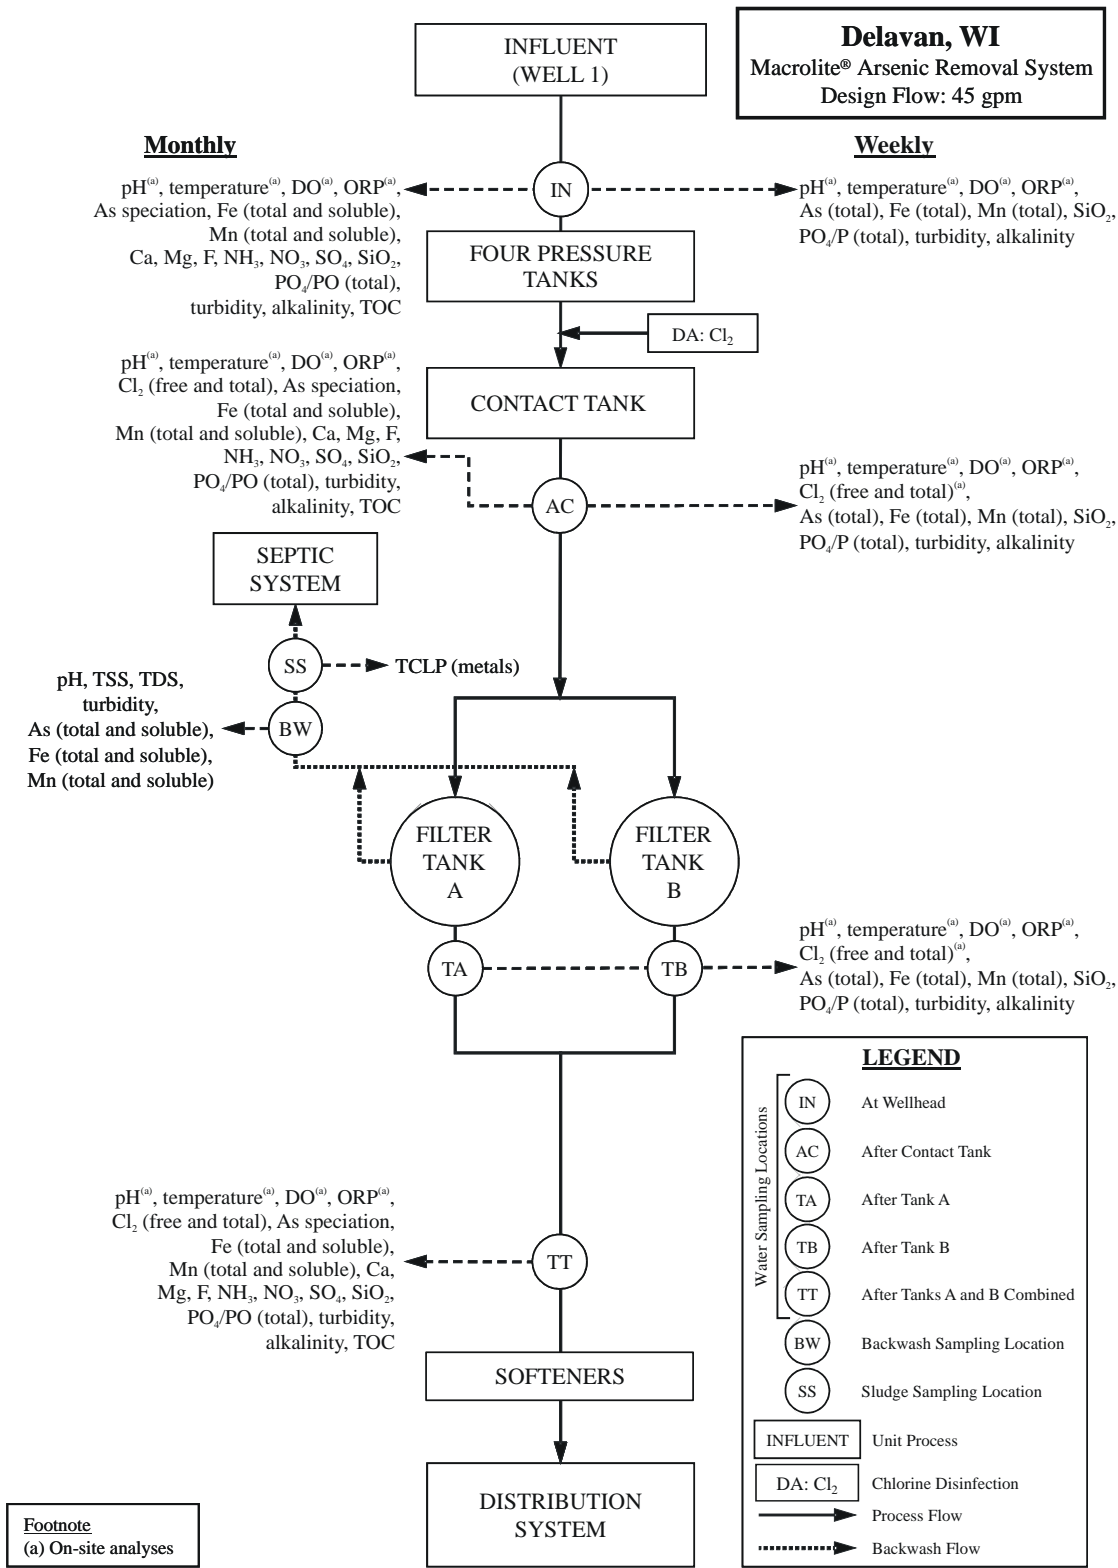 INFLUENT
(WELL 1)
Delavan, WI
Macrolite® Arsenic Removal System
Design Flow: 45 gpm
Monthly
Weekly
pH(a), temperature(a), DO(a), ORP(a),
As speciation, Fe (total and soluble),
Mn (total and soluble),
Ca, Mg, F, NH3, NO3, SO4, SiO2,
PO4/PO (total),
turbidity, alkalinity, TOC
IN
pH(a), temperature(a), DO(a), ORP(a),
As (total), Fe (total), Mn (total), SiO2,
PO4/P (total), turbidity, alkalinity
FOUR PRESSURE
TANKS
DA: Cl2
CONTACT TANK
pH(a), temperature(a), DO(a), ORP(a),
Cl2 (free and total), As speciation,
Fe (total and soluble),
Mn (total and soluble), Ca, Mg, F,
NH3, NO3, SO4, SiO2,
PO4/PO (total), turbidity,
alkalinity, TOC
AC
pH(a), temperature(a), DO(a), ORP(a),
Cl2 (free and total)(a),
As (total), Fe (total), Mn (total), SiO2,
PO4/P (total), turbidity, alkalinity
SEPTIC
SYSTEM
SS
TCLP (metals)
pH, TSS, TDS,
turbidity,
As (total and soluble),
Fe (total and soluble),
Mn (total and soluble)
BW
FILTER
TANK
A
FILTER
TANK
B
TA
TB
pH(a), temperature(a), DO(a), ORP(a),
Cl2 (free and total)(a),
As (total), Fe (total), Mn (total), SiO2,
PO4/P (total), turbidity, alkalinity
pH(a), temperature(a), DO(a), ORP(a),
Cl2 (free and total), As speciation,
Fe (total and soluble),
Mn (total and soluble), Ca,
Mg, F, NH3, NO3, SO4, SiO2,
PO4/PO (total), turbidity,
alkalinity, TOC
TT
SOFTENERS
DISTRIBUTION
SYSTEM
LEGEND
Water Sampling Locations
IN At Wellhead
AC After Contact Tank
TA After Tank A
TB After Tank B
TT After Tanks A and B Combined
BW Backwash Sampling Location
SS Sludge Sampling Location
INFLUENT Unit Process
DA: Cl2 Chlorine Disinfection
Process Flow
Backwash Flow
Footnote
(a) On-site analyses